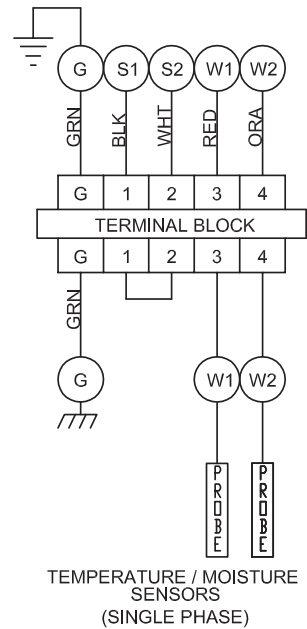 G S1 S2 W1 W2
GRN BLK WHT RED ORA
G 1 2 3 4
TERMINAL BLOCK
G 1 2 3 4
GRN
G W1 W2
PROBE PROBE
TEMPERATURE / MOISTURE
SENSORS
(SINGLE PHASE)